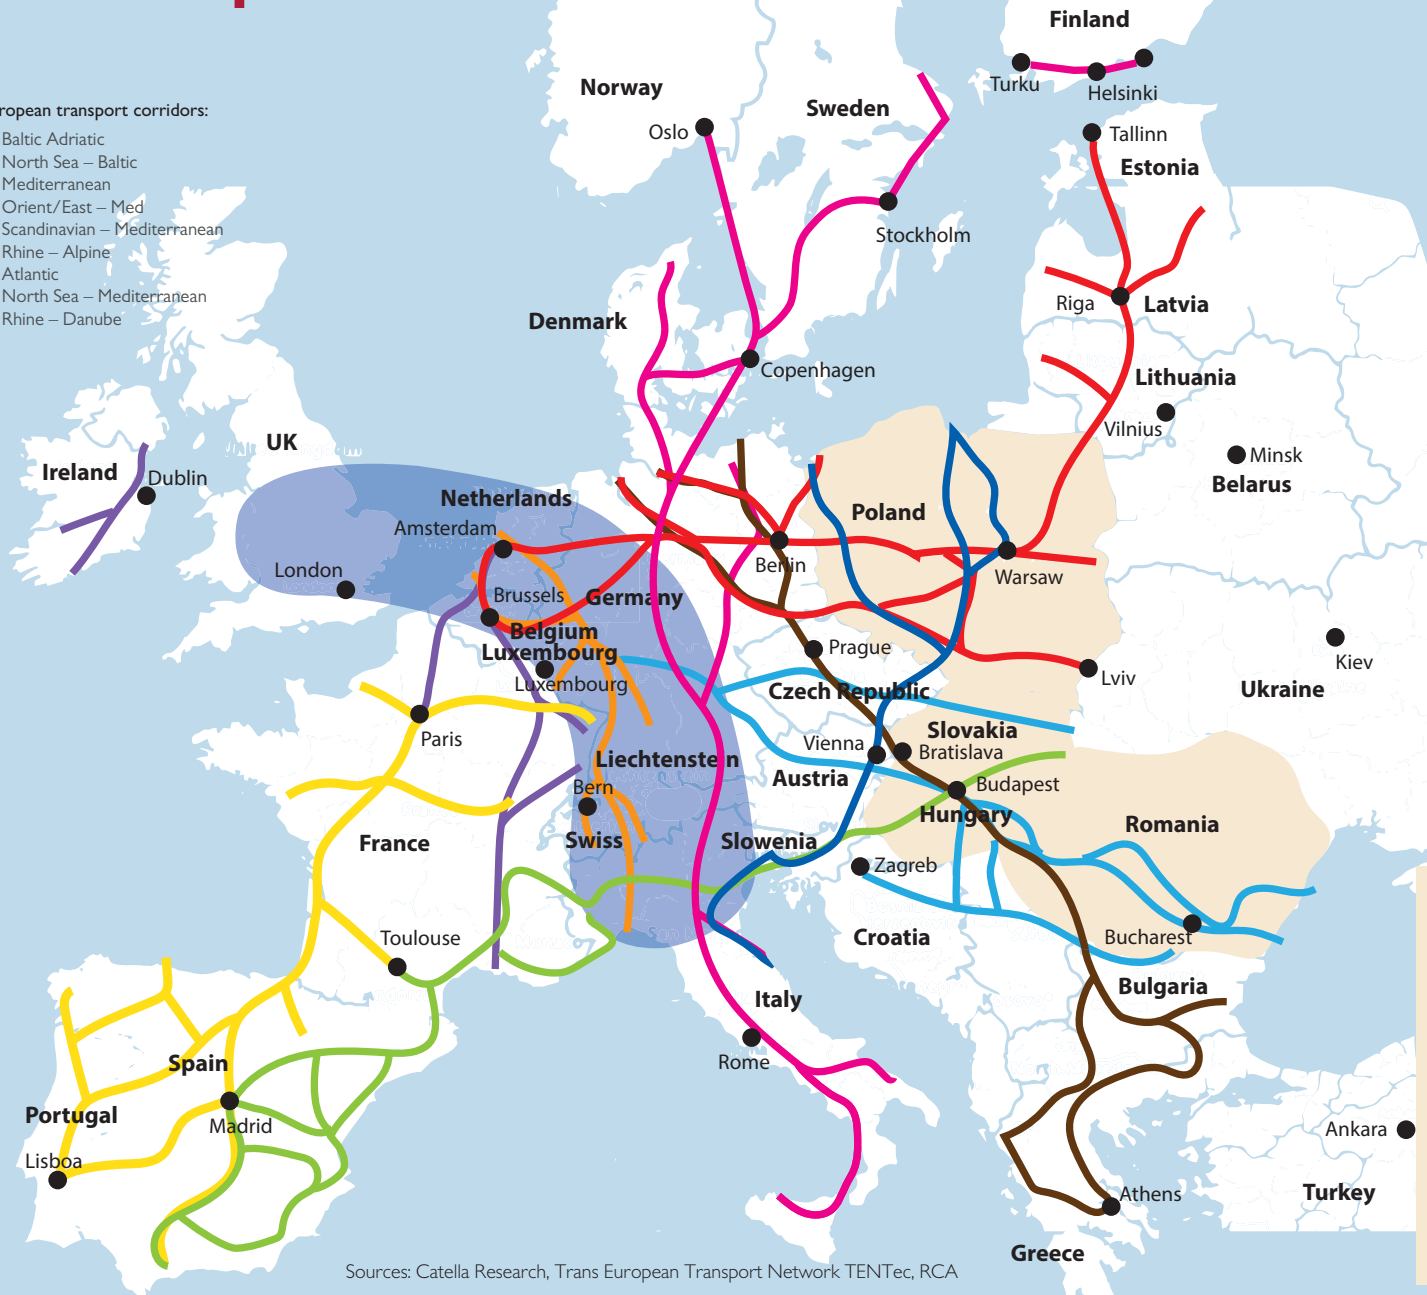 ropean transport corridors:
Baltic Adriatic
North Sea – Baltic
Mediterranean
Orient/East – Med
Scandinavian – Mediterranean
Rhine – Alpine
Atlantic
North Sea – Mediterranean
Rhine – Danube
Finland
Turku
Helsinki
Norway
Sweden
Oslo
Tallinn
Estonia
Stockholm
Riga
Latvia
Denmark
Copenhagen
Lithuania
Vilnius
Minsk
Belarus
UK
Ireland
Dublin
Netherlands
Amsterdam
Poland
London
Berlin
Warsaw
Brussels
Germany
Belgium
Luxembourg
Luxembourg
Prague
Lviv
Kiev
Ukraine
Czech Republic
Paris
Vienna
Slovakia
Bratislava
Liechtenstein
Austria
Bern
Budapest
Hungary
France
Swiss
Slowenia
Romania
Zagreb
Toulouse
Croatia
Bucharest
Italy
Bulgaria
Spain
Rome
Portugal
Madrid
Ankara
Lisboa
Athens
Turkey
Greece
Sources: Catella Research, Trans European Transport Network TENTec, RCA